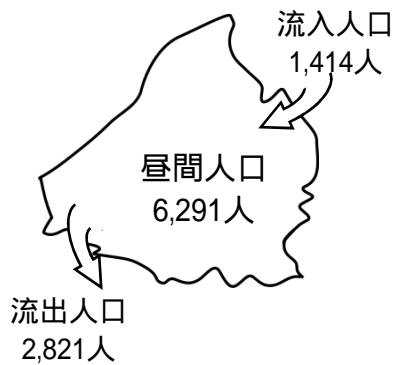 流入人口
1,414人
昼間人口
6,291人
流出人口
2,821人